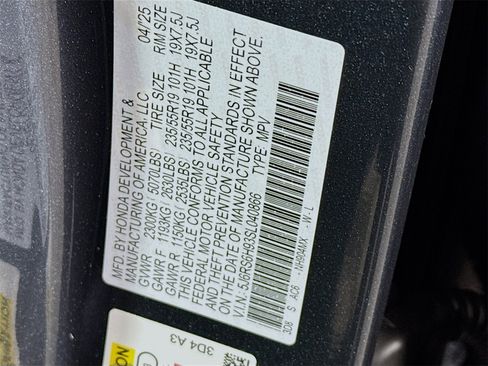 MFD. BY HONDA DEVELOPMENT & 04/25
MANUFACTURING OF AMERICA, LLC
TIRE SIZE RIM SIZE
GVWR 2300KG( 5070LBS)
GAWR F 1193KG( 2630LBS) 235/55R19 101H 19X7.5J
GAWR R 1150KG( 2535LBS) 235/55R19 101H 19X7.5J
THIS VEHICLE CONFORMS TO ALL APPLICABLE
FEDERAL MOTOR VEHICLE SAFETY
AND THEFT PREVENTION STANDARDS IN EFFECT
ON THE DATE OF MANUFACTURE SHOWN ABOVE.
V.I.N: 5J6RS6H93SL040866 TYPE: MPV
3D8 S AC6 NH904MX -W-L
3D4 A3